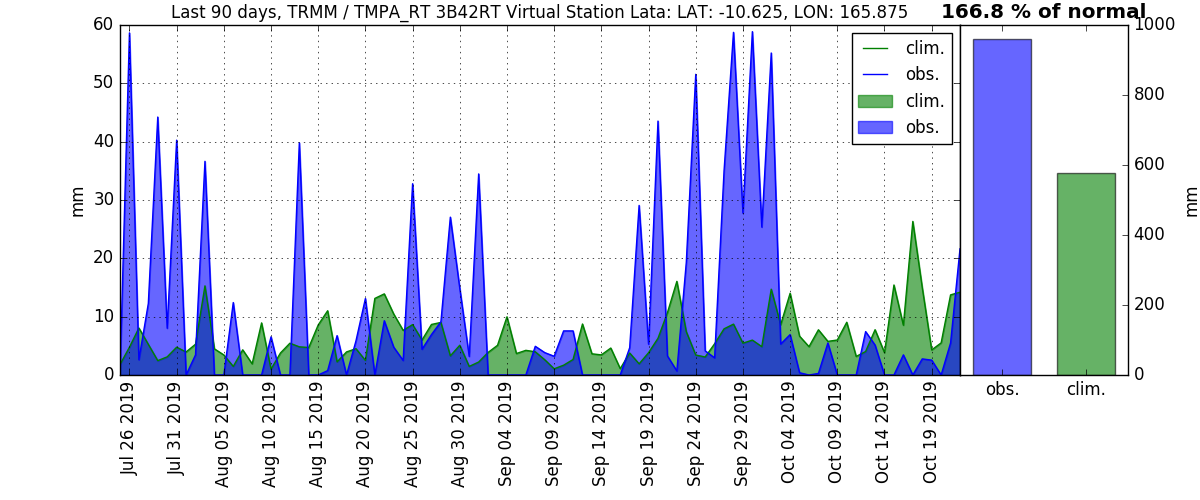 Last 90 days, TRMM / TMPA_RT 3B42RT Virtual Station Lata: LAT: -10.625, LON: 165.875
166.8 % of normal
60
50
40
30
20
10
0
mm
clim.
obs.
clim.
obs.
Jul 26 2019
Jul 31 2019
Aug 05 2019
Aug 10 2019
Aug 15 2019
Aug 20 2019
Aug 25 2019
Aug 30 2019
Sep 04 2019
Sep 09 2019
Sep 14 2019
Sep 19 2019
Sep 24 2019
Sep 29 2019
Oct 04 2019
Oct 09 2019
Oct 14 2019
Oct 19 2019
1000
800
600
400
200
0
mm
obs.
clim.